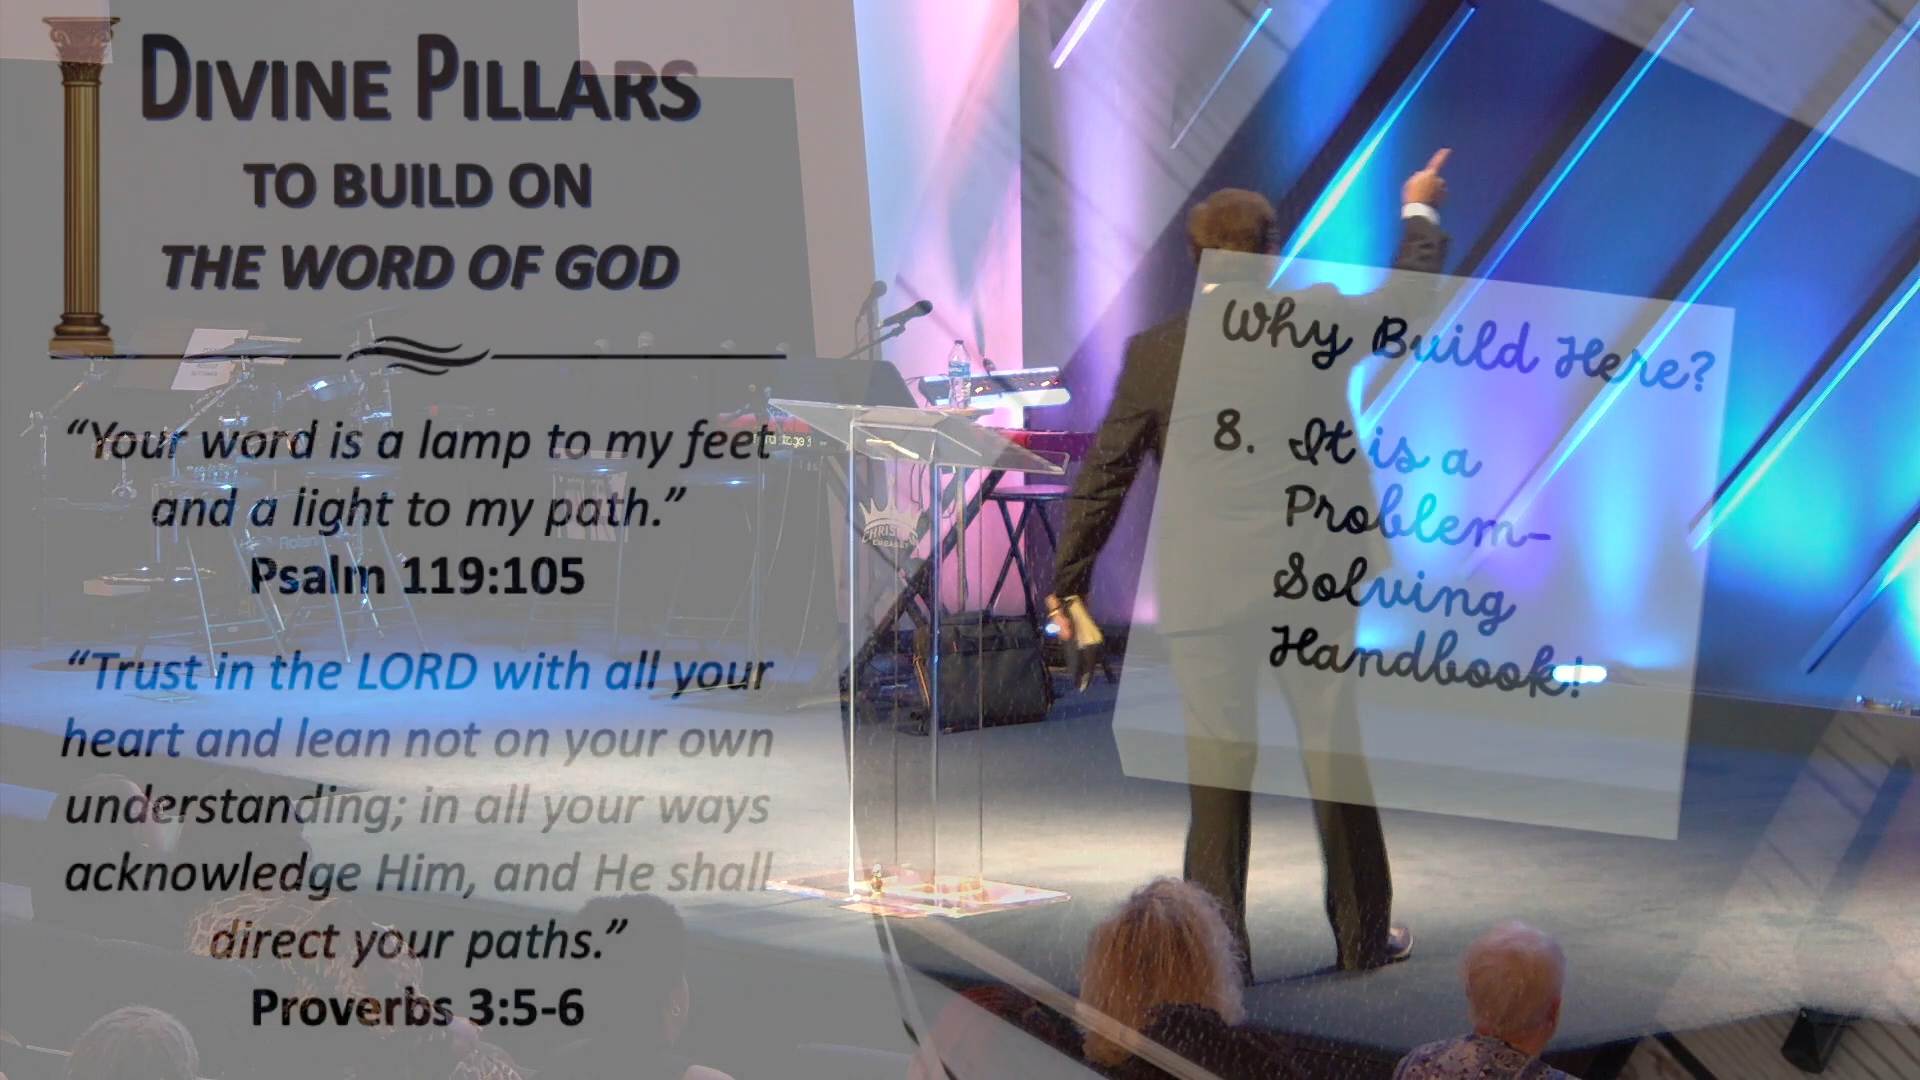 DIVINE PILLARS
TO BUILD ON
THE WORD OF GOD
“Your word is a lamp to my feet
and a light to my path.”
Psalm 119:105
“Trust in the LORD with all your
heart and lean not on your own
understanding; in all your ways
acknowledge Him, and He shall
direct your paths.”
Proverbs 3:5-6
Why Build Here?
8. It is a
Problem-
Solving
Handbook!
CHRIST
EMBASSY
Roland